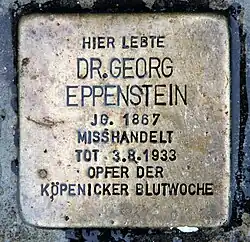 HIER LEBTE
DR. GEORG
EPPENSTEIN
JG. 1867
MISSHANDELT
TOT 3.8.1933
OPFER DER
KÖPENICKER BLUTWOCHE